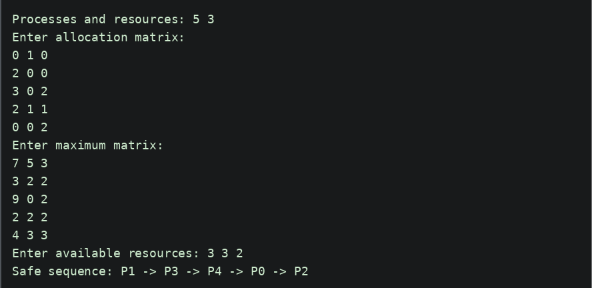 Processes and resources: 5 3
Enter allocation matrix:
0 1 0
2 0 0
3 0 2
2 1 1
0 0 2
Enter maximum matrix:
7 5 3
3 2 2
9 0 2
2 2 2
4 3 3
Enter available resources: 3 3 2
Safe sequence: P1 -> P3 -> P4 -> P0 -> P2